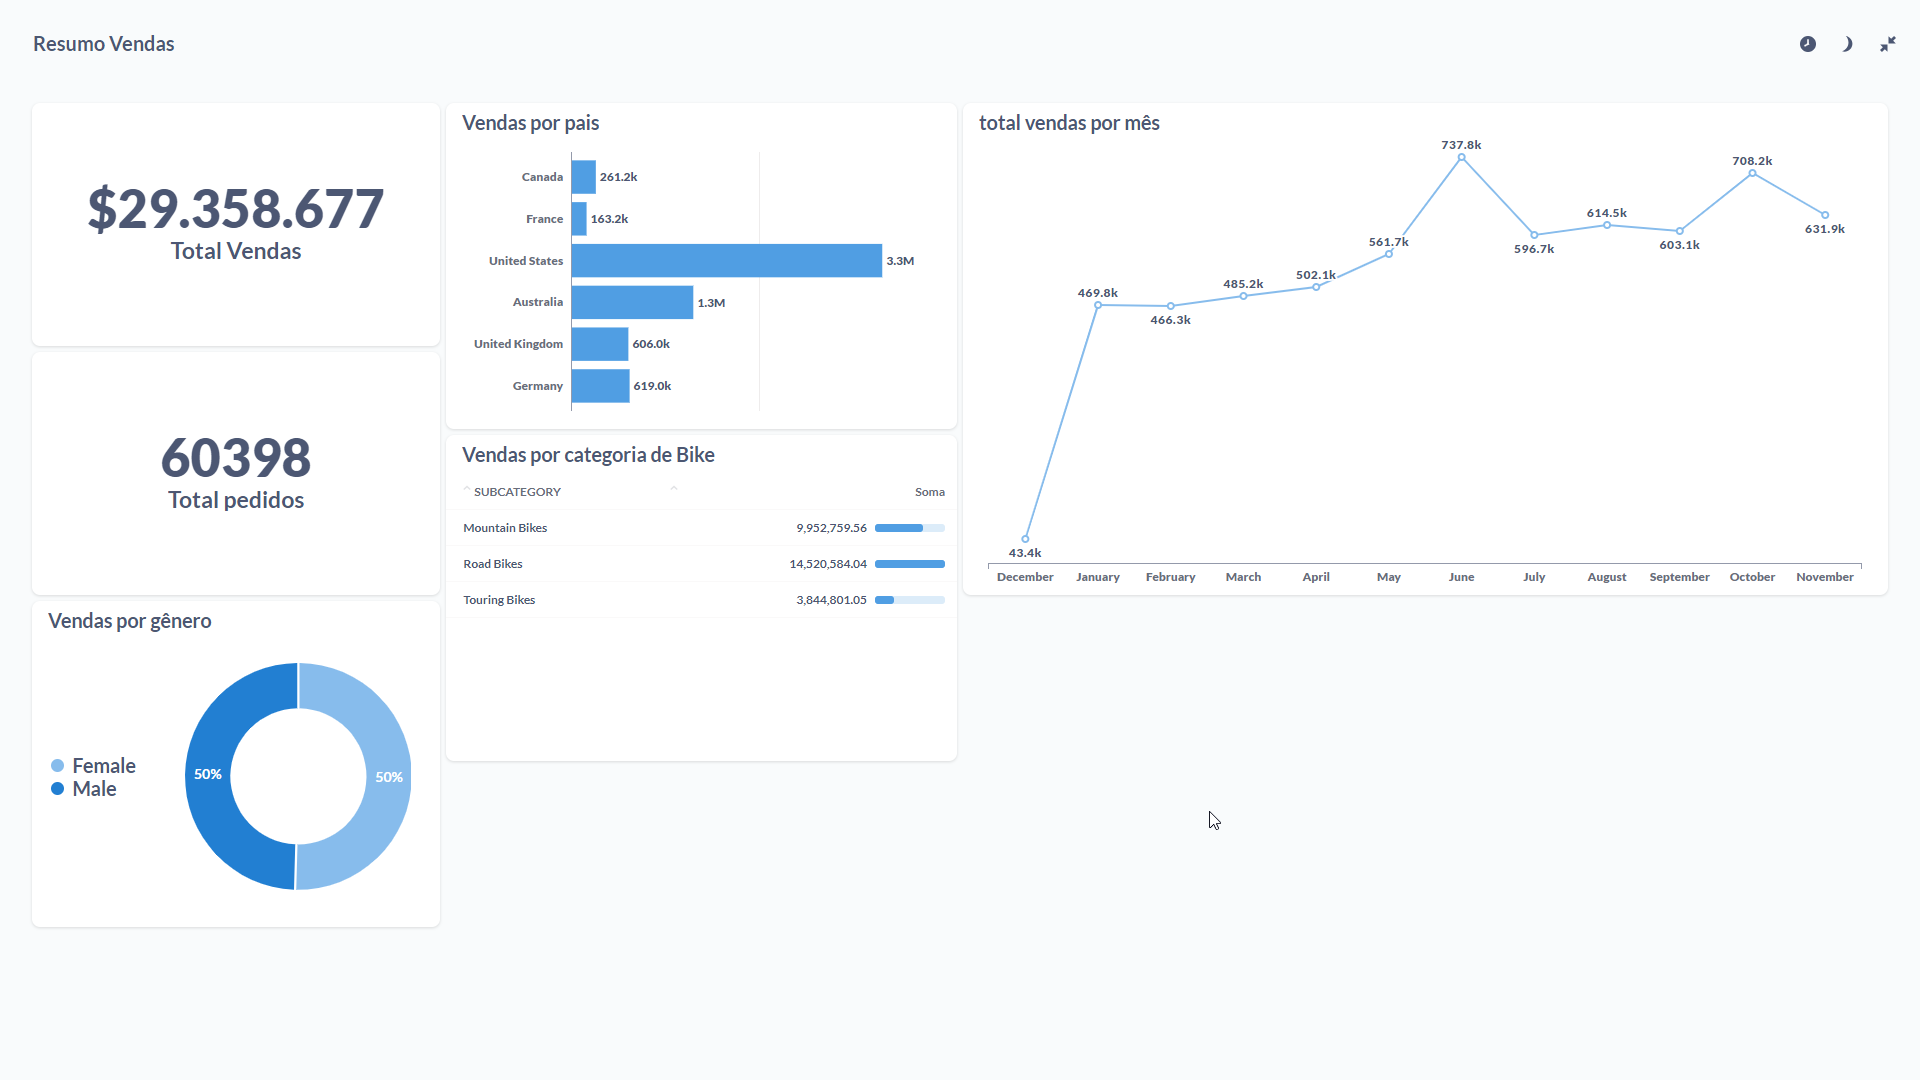 Resumo Vendas
$29.358.677
Total Vendas
60398
Total pedidos
Vendas por gênero
Female
Male
50%
50%
Vendas por pais
Canada 261.2k
France 163.2k
United States 3.3M
Australia 1.3M
United Kingdom 606.0k
Germany 619.0k
Vendas por categoria de Bike
SUBCATEGORY Soma
Mountain Bikes 9,952,759.56
Road Bikes 14,520,584.04
Touring Bikes 3,844,801.05
total vendas por mês
43.4k
469.8k
466.3k
485.2k
502.1k
561.7k
737.8k
596.7k
614.5k
603.1k
708.2k
631.9k
December January February March April May June July August September October November